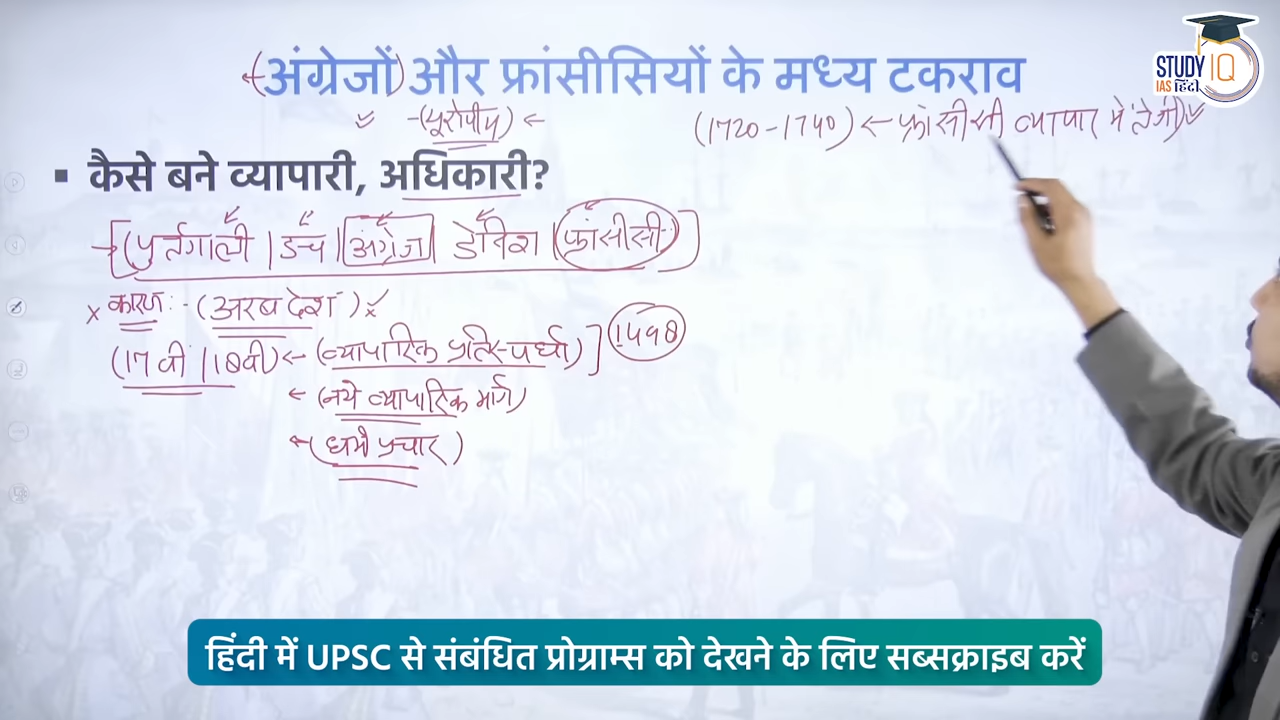 अंग्रेजों और फ्रांसीसियों के मध्य टकराव
STUDY IQ
IAS हिंदी
(यूरोपीय)
(1720-1740) ← फ्रांसीसी व्यापार में तेजी
▪ कैसे बने व्यापारी, अधिकारी?
[(पुर्तगाली | डच | अंग्रेज | डेनिश | फ्रांसीसी)]
x कारण :- (अरब देश)
(17वी | 18वी) ← (व्यापारिक प्रतिस्पर्धा)] 1498
← (नये व्यापारिक मार्ग)
← (धर्म प्रचार)
हिंदी में UPSC से संबंधित प्रोग्राम्स को देखने के लिए सब्सक्राइब करें